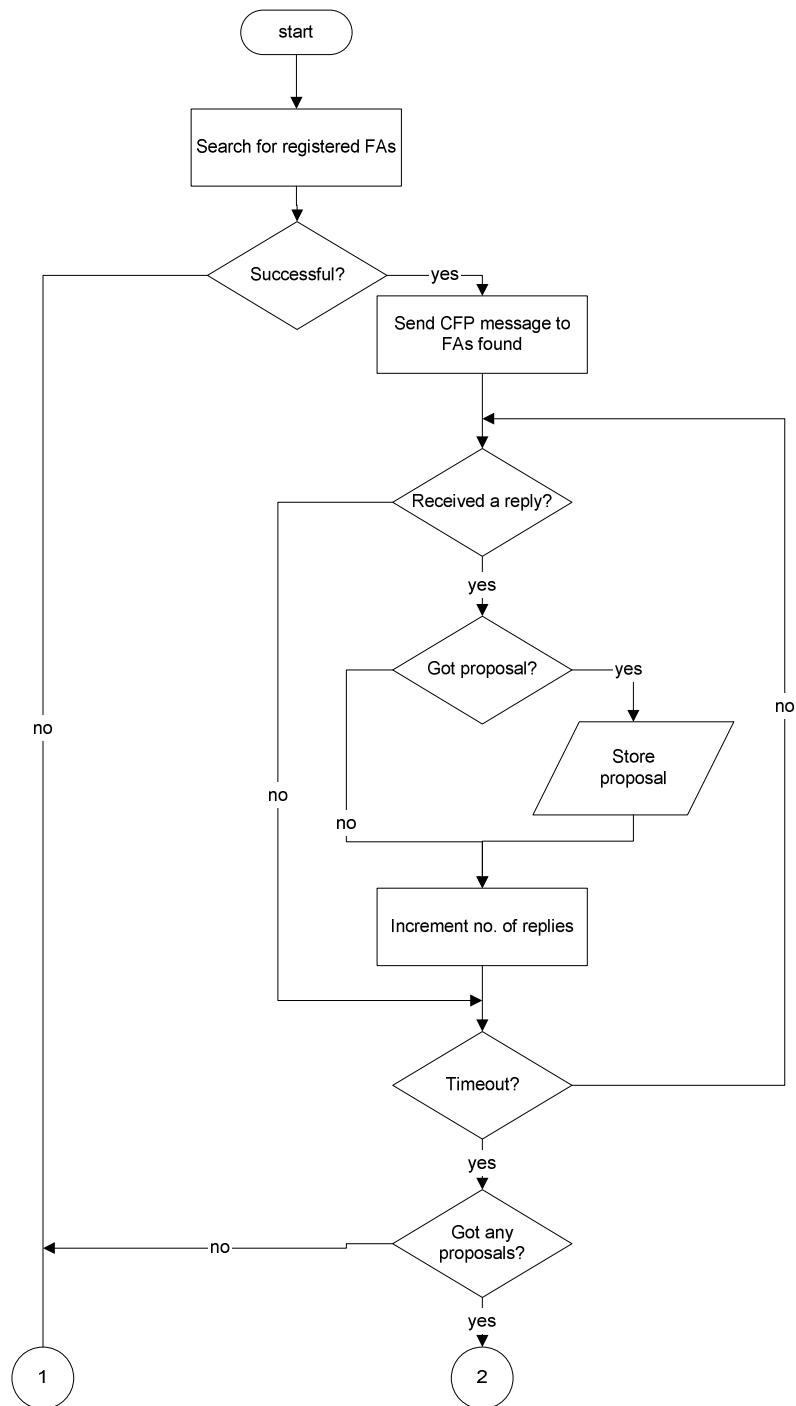 start
Search for registered FAs
Successful?
yes
Send CFP message to
FAs found
Received a reply?
yes
Got proposal?
yes
no
no
Store
proposal
no
no
Increment no. of replies
Timeout?
yes
Got any
proposals?
no
yes
1
2